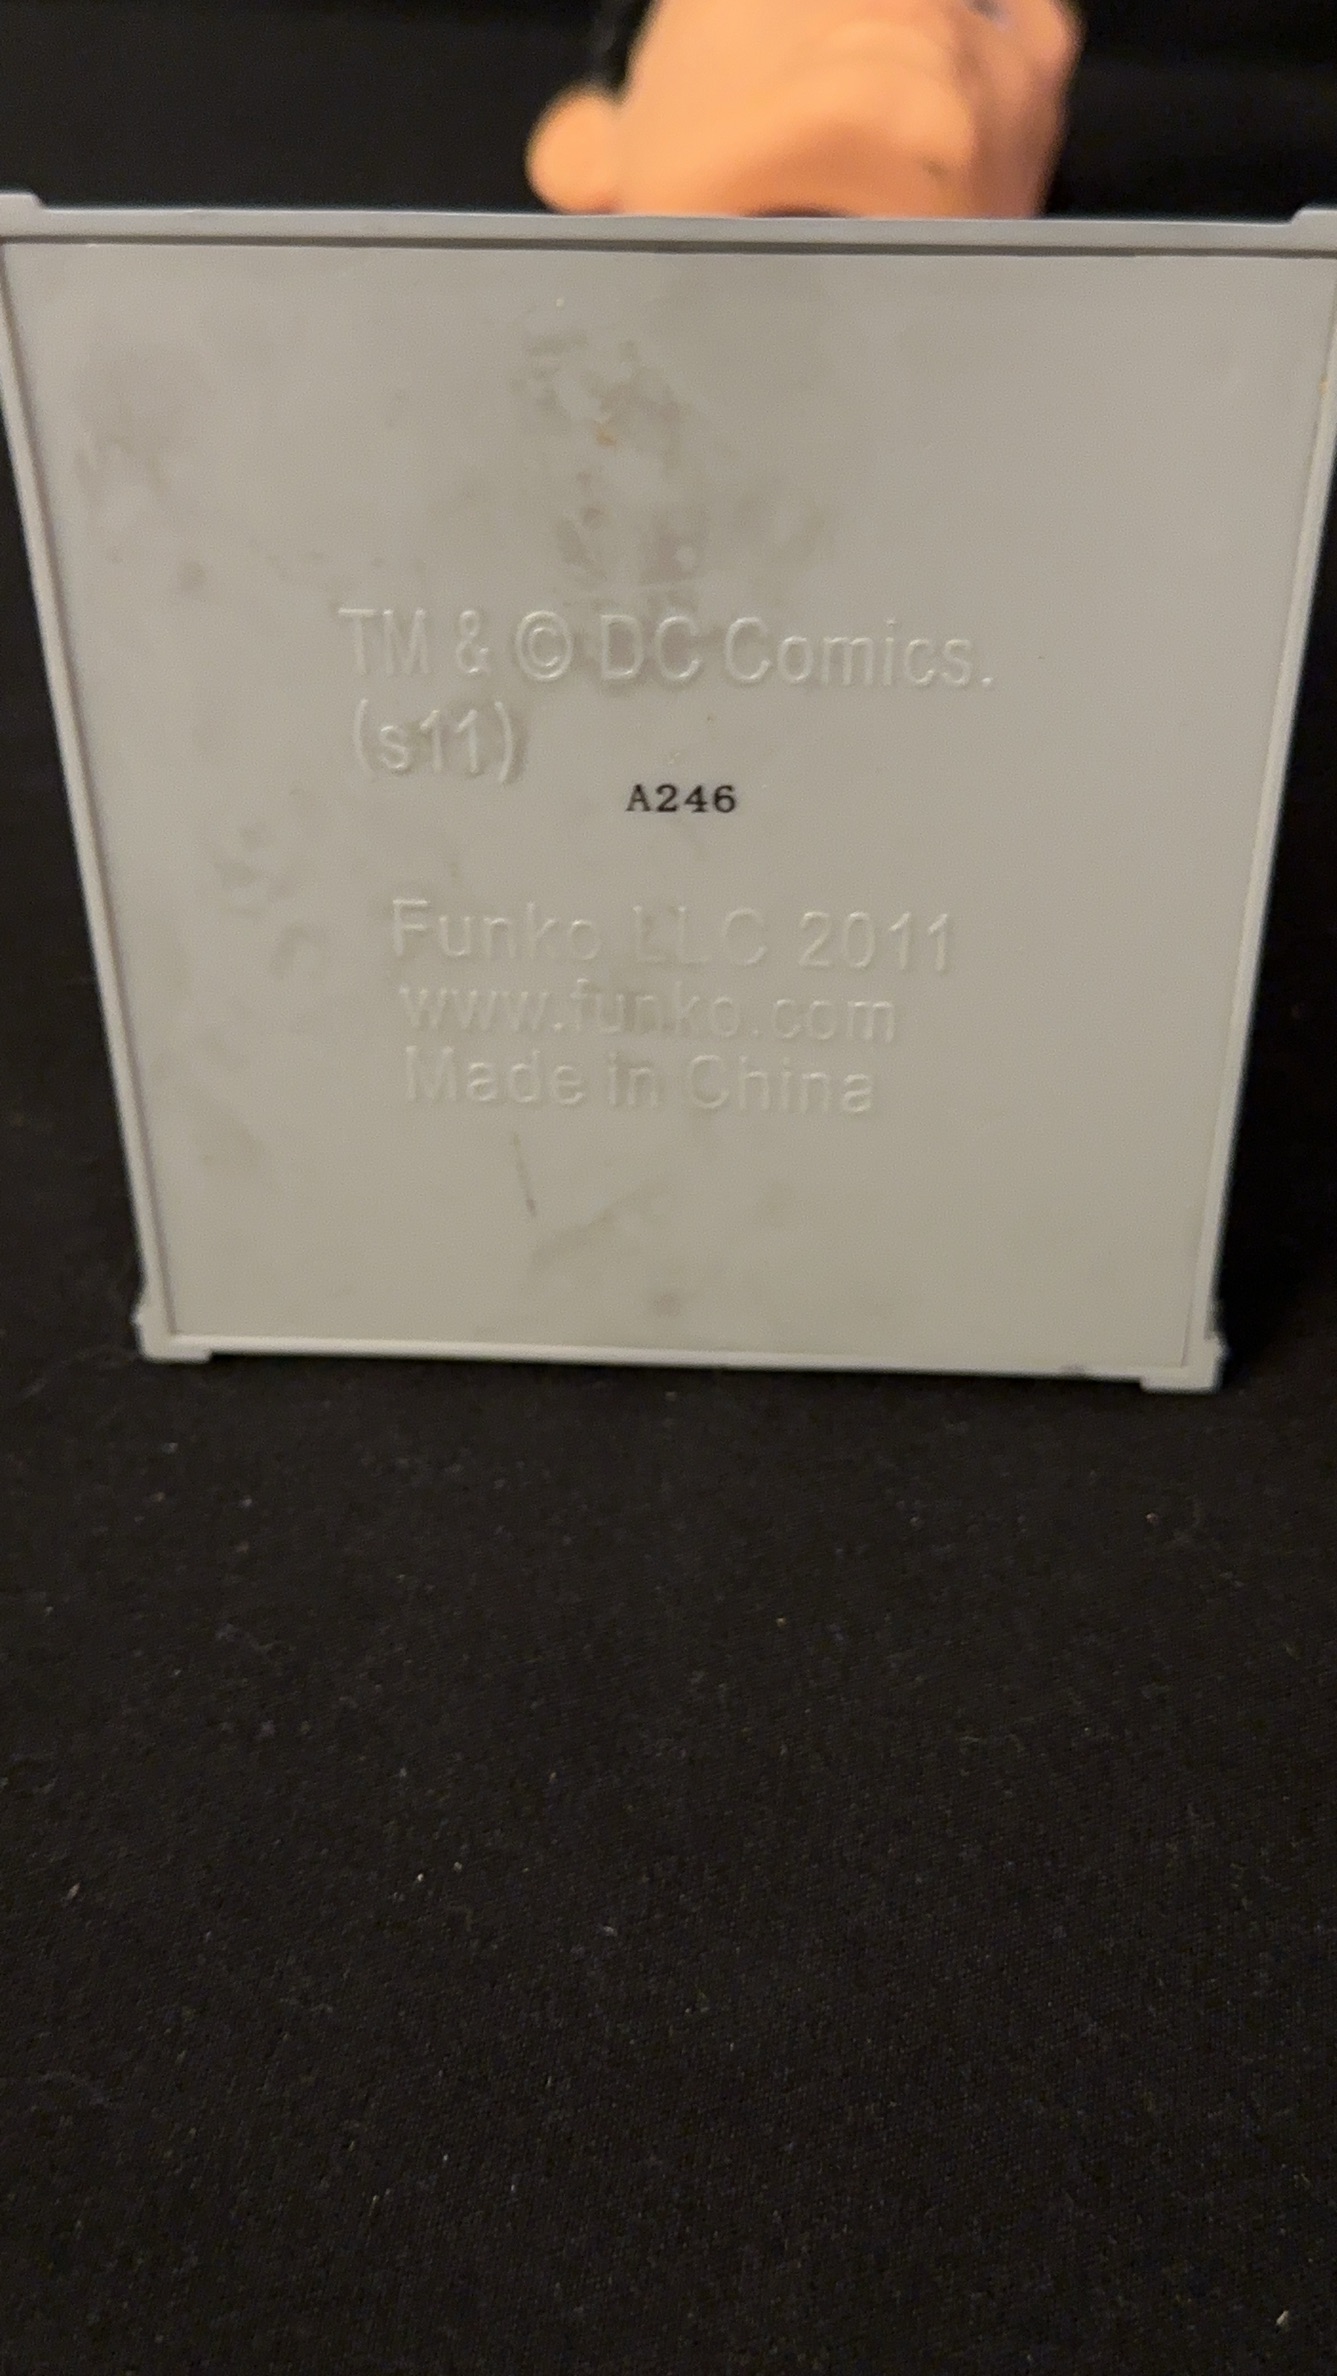 TM & © DC Comics.
(s11)
A246
Funko LLC 2011
www.funko.com
Made in China